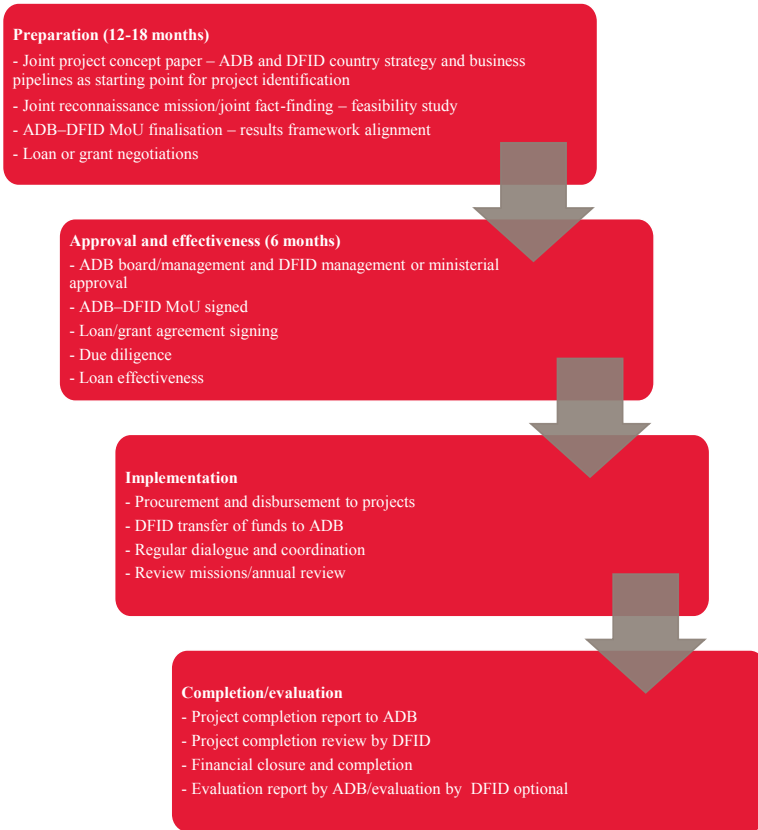 Preparation (12-18 months)
- Joint project concept paper – ADB and DFID country strategy and business
pipelines as starting point for project identification
- Joint reconnaissance mission/joint fact-finding – feasibility study
- ADB–DFID MoU finalisation – results framework alignment
- Loan or grant negotiations
Approval and effectiveness (6 months)
- ADB board/management and DFID management or ministerial
approval
- ADB–DFID MoU signed
- Loan/grant agreement signing
- Due diligence
- Loan effectiveness
Implementation
- Procurement and disbursement to projects
- DFID transfer of funds to ADB
- Regular dialogue and coordination
- Review missions/annual review
Completion/evaluation
- Project completion report to ADB
- Project completion review by DFID
- Financial closure and completion
- Evaluation report by ADB/evaluation by DFID optional